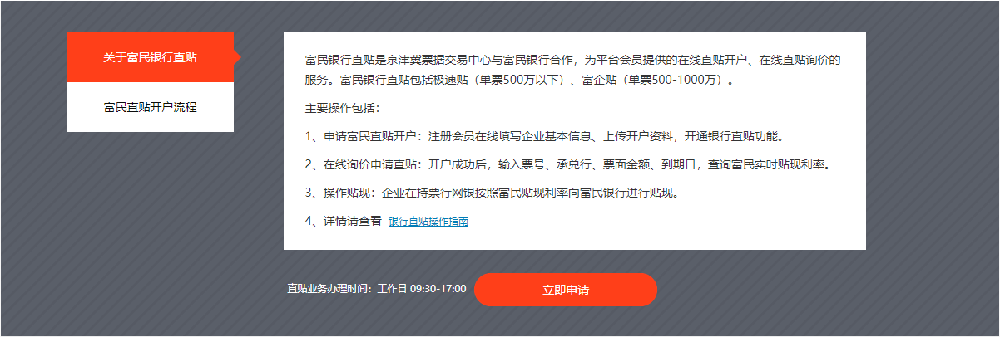 关于富民银行直贴
富民直贴开户流程
富民银行直贴是京津冀票据交易中心与富民银行合作，为平台会员提供的在线直贴开户、在线直贴询价的
服务。富民银行直贴包括极速贴（单票500万以下）、富企贴（单票500-1000万）。
主要操作包括：
1、申请富民直贴开户：注册会员在线填写企业基本信息、上传开户资料，开通银行直贴功能。
2、在线询价申请直贴：开户成功后，输入票号、承兑行、票面金额、到期日，查询富民实时贴现利率。
3、操作贴现：企业在持票行网银按照富民贴现利率向富民银行进行贴现。
4、详情请查看 银行直贴操作指南
直贴业务办理时间：工作日 09:30-17:00 立即申请